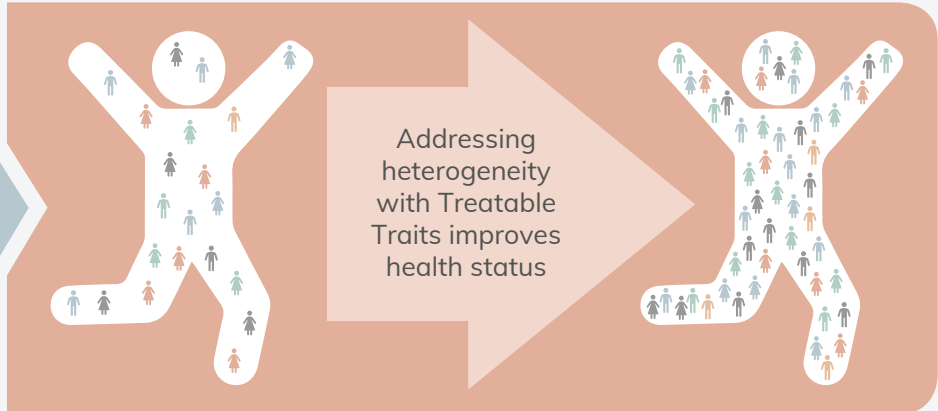 Addressing
heterogeneity
with Treatable
Traits improves
health status